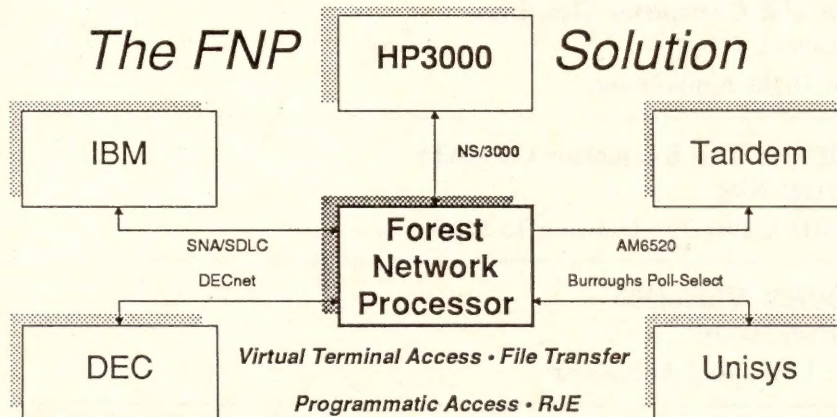 The FNP Solution
HP3000
IBM
NS/3000
Tandem
Forest
Network
Processor
SNA/SDLC
AM6520
DECnet
Burroughs Poll-Select
DEC
Unisys
Virtual Terminal Access • File Transfer
Programmatic Access • RJE